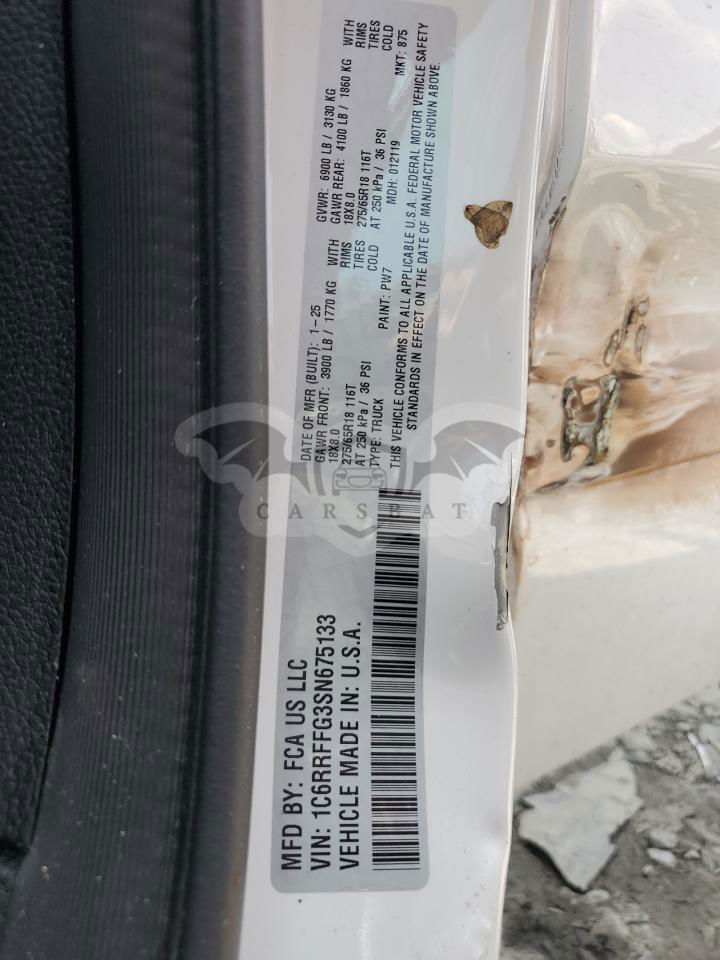 MFD BY: FCA US LLC
VIN: 1C6RRFFG3SN675133
VEHICLE MADE IN: U.S.A.
DATE OF MFR (BUILT): 1-25 GVWR: 6900 LB / 3130 KG
GAWR FRONT: 3900 LB / 1770 KG WITH GAWR REAR: 4100 LB / 1860 KG WITH
18X8.0 RIMS 18X8.0 RIMS
275/65R18 116T TIRES 275/65R18 116T TIRES
AT 250 kPa / 36 PSI COLD AT 250 kPa / 36 PSI COLD
TYPE: TRUCK PAINT: PW7 MDH: 012119 MKT: 875
THIS VEHICLE CONFORMS TO ALL APPLICABLE U.S.A. FEDERAL MOTOR VEHICLE SAFETY
STANDARDS IN EFFECT ON THE DATE OF MANUFACTURE SHOWN ABOVE.
CARSBAT